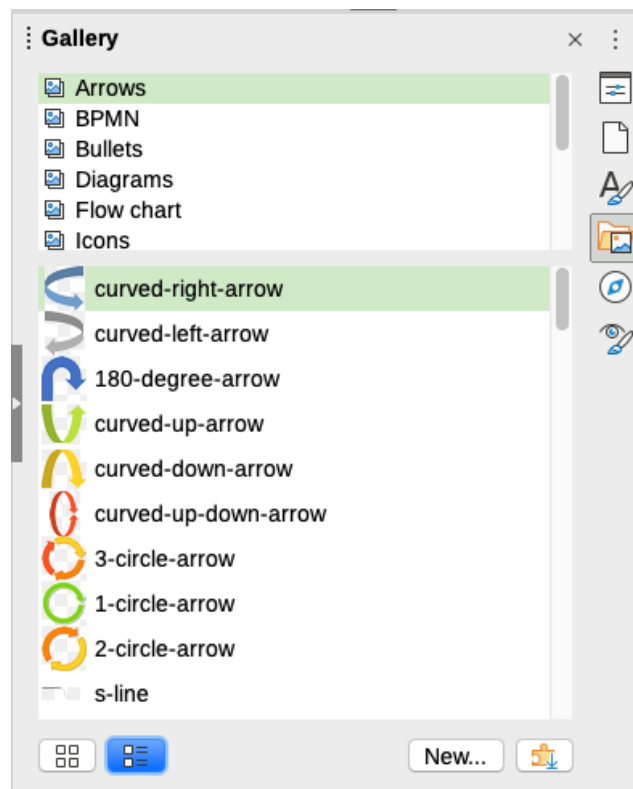 Gallery
Arrows
BPMN
Bullets
Diagrams
Flow chart
Icons
curved-right-arrow
curved-left-arrow
180-degree-arrow
curved-up-arrow
curved-down-arrow
curved-up-down-arrow
3-circle-arrow
1-circle-arrow
2-circle-arrow
s-line
New...